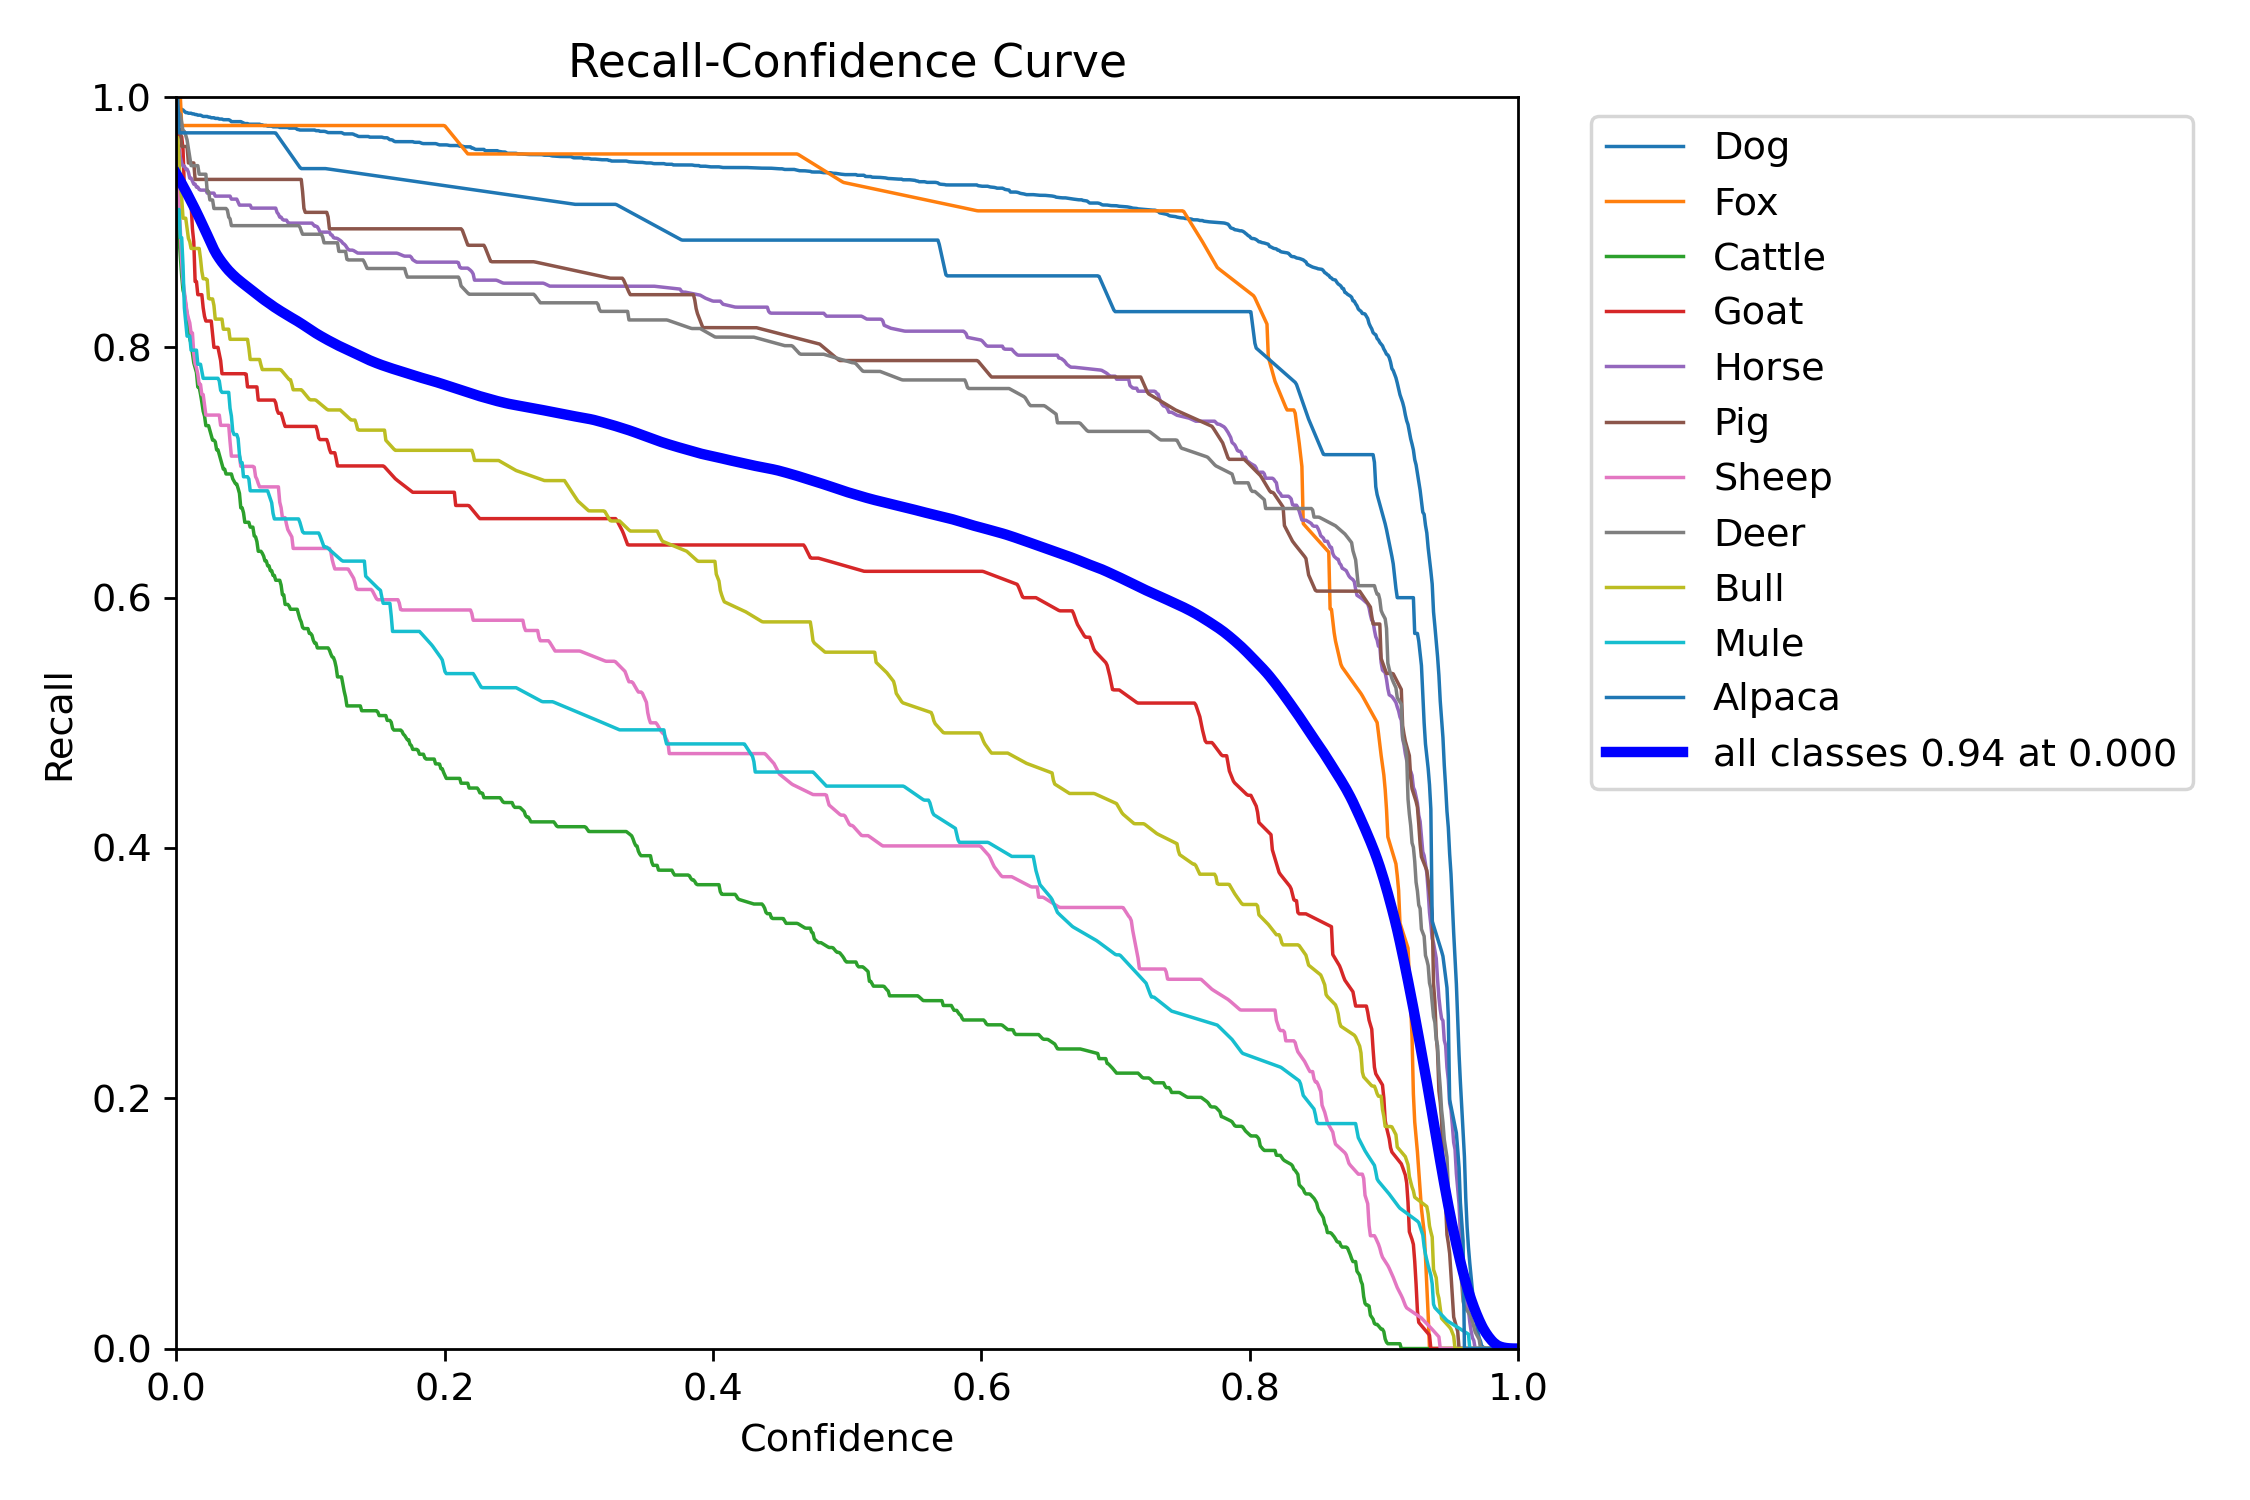 Recall-Confidence Curve
1.0
0.8
0.6
0.4
0.2
0.0
Recall
0.0 0.2 0.4 0.6 0.8 1.0
Confidence
Dog
Fox
Cattle
Goat
Horse
Pig
Sheep
Deer
Bull
Mule
Alpaca
all classes 0.94 at 0.000